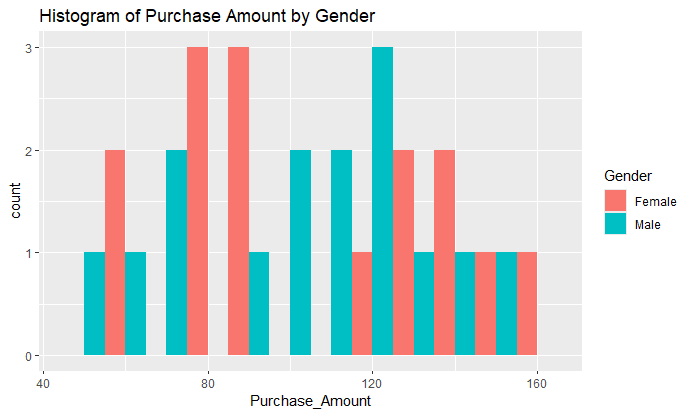 Histogram of Purchase Amount by Gender
3
2
1
0
count
40
80
120
160
Purchase_Amount
Gender
Female
Male